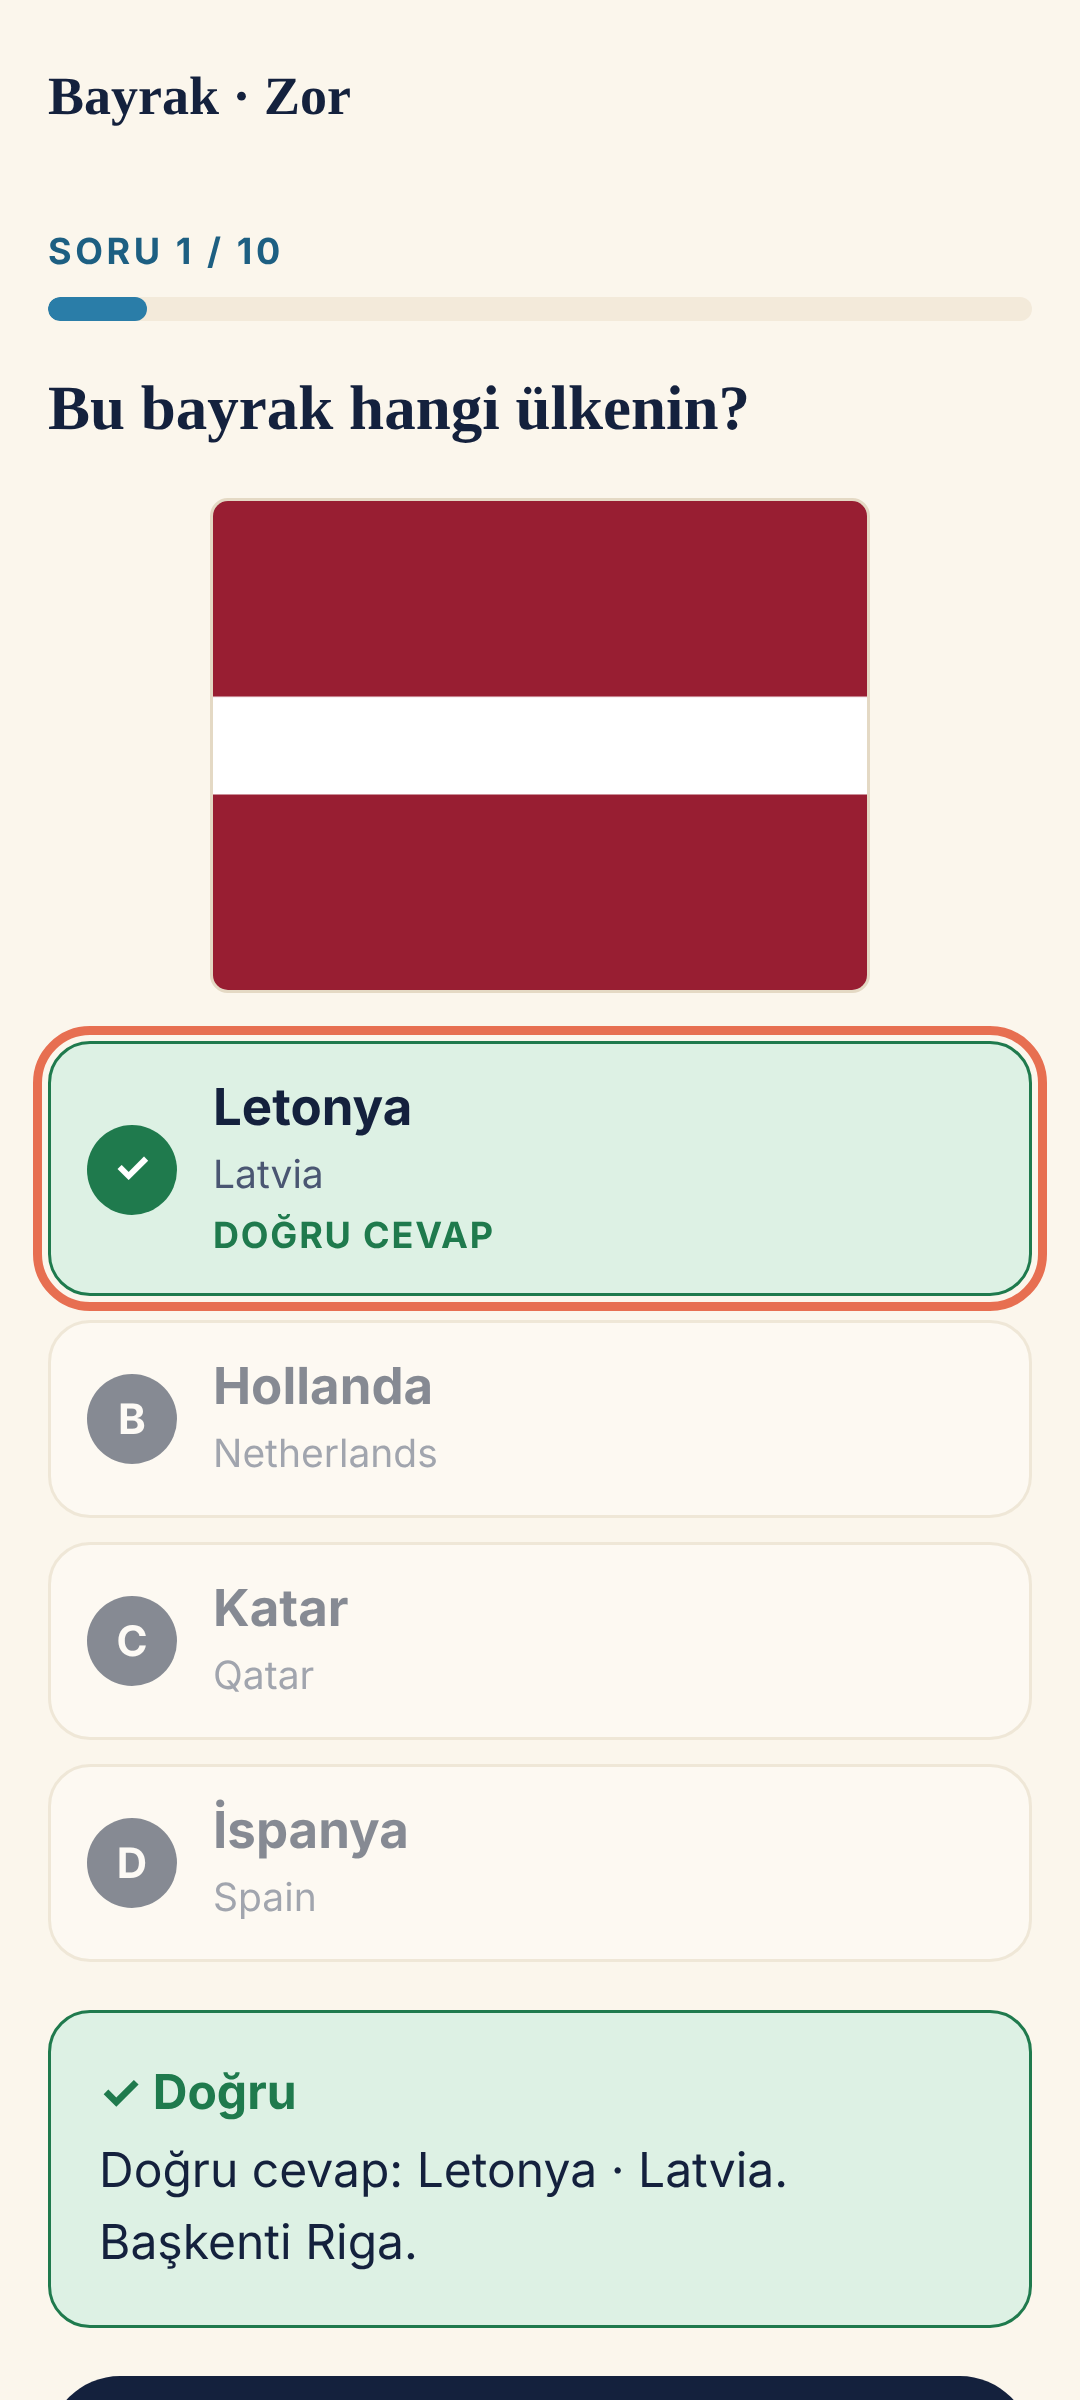 Bayrak · Zor
SORU 1 / 10
Bu bayrak hangi ülkenin?
Letonya
Latvia
DOĞRU CEVAP
B
Hollanda
Netherlands
C
Katar
Qatar
D
İspanya
Spain
✓ Doğru
Doğru cevap: Letonya · Latvia.
Başkenti Riga.